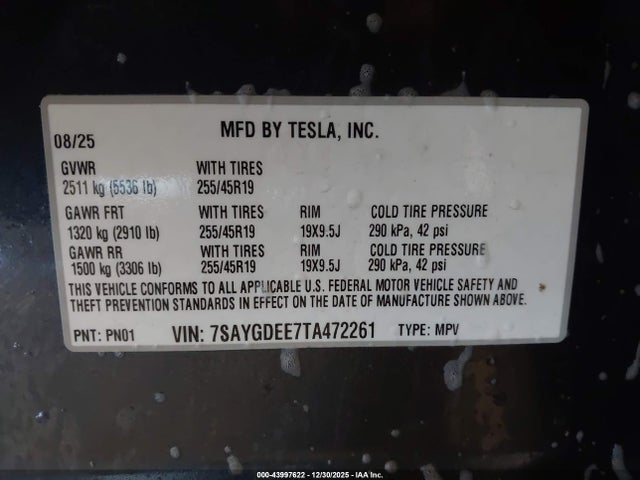 08/25 MFD BY TESLA, INC.
GVWR WITH TIRES
2511 kg (5536 lb) 255/45R19
GAWR FRT WITH TIRES RIM COLD TIRE PRESSURE
1320 kg (2910 lb) 255/45R19 19X9.5J 290 kPa, 42 psi
GAWR RR WITH TIRES RIM COLD TIRE PRESSURE
1500 kg (3306 lb) 255/45R19 19X9.5J 290 kPa, 42 psi
THIS VEHICLE CONFORMS TO ALL APPLICABLE U.S. FEDERAL MOTOR VEHICLE SAFETY AND
THEFT PREVENTION STANDARDS IN EFFECT ON THE DATE OF MANUFACTURE SHOWN ABOVE.
PNT: PN01 VIN: 7SAYGDEE7TA472261 TYPE: MPV
000-43997622 - 12/30/2025 - IAA Inc.